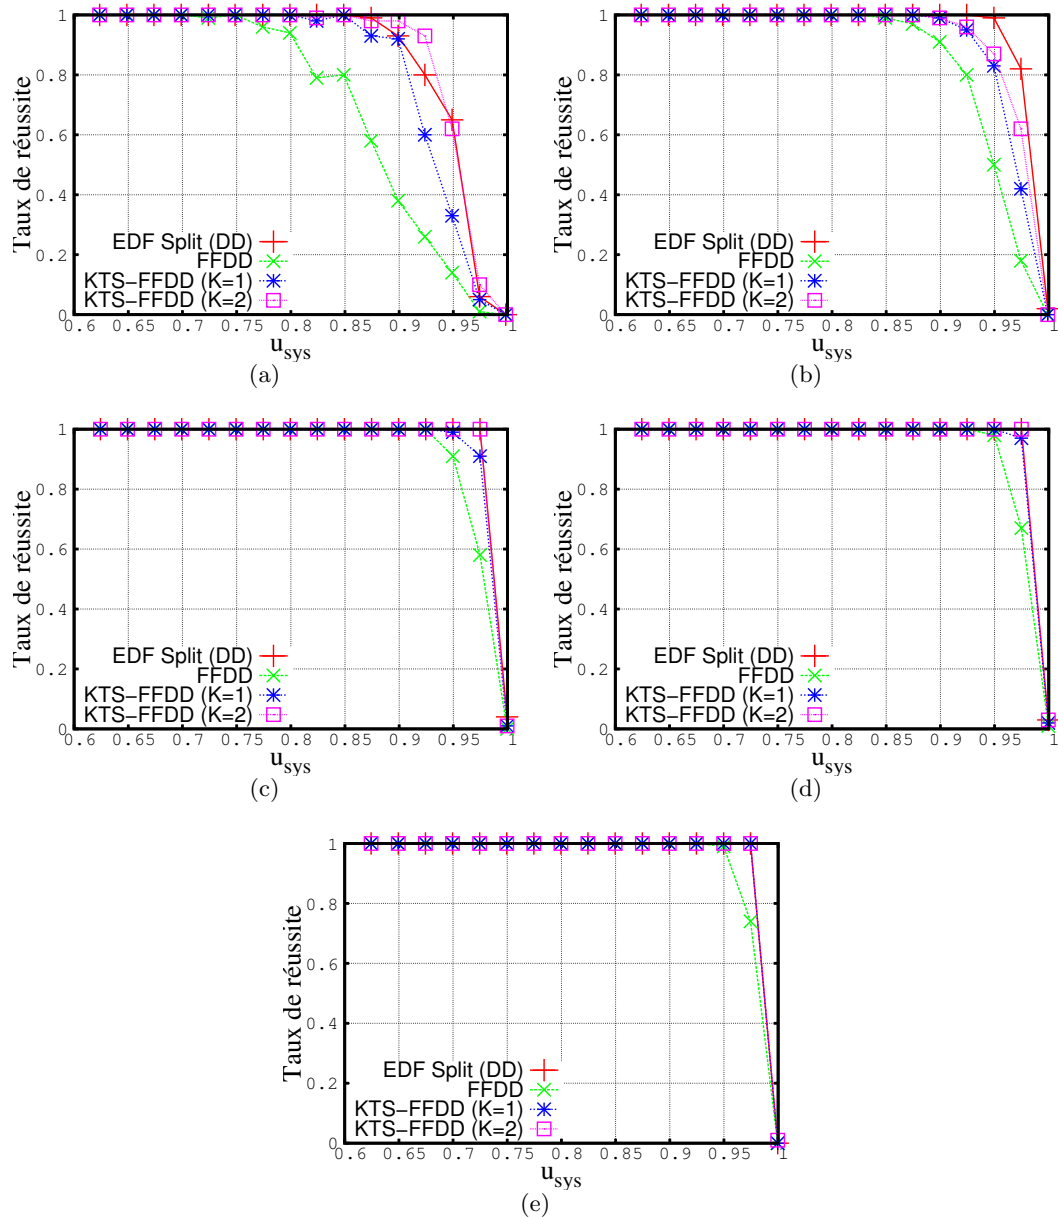 1
0.8
0.6
0.4
0.2
0
Taux de réussite
EDF Split (DD)
FFDD
KTS-FFDD (K=1)
KTS-FFDD (K=2)
0.6 0.65 0.7 0.75 0.8 0.85 0.9 0.95 1
u_sys
(a)
1
0.8
0.6
0.4
0.2
0
Taux de réussite
EDF Split (DD)
FFDD
KTS-FFDD (K=1)
KTS-FFDD (K=2)
0.6 0.65 0.7 0.75 0.8 0.85 0.9 0.95 1
u_sys
(b)
1
0.8
0.6
0.4
0.2
0
Taux de réussite
EDF Split (DD)
FFDD
KTS-FFDD (K=1)
KTS-FFDD (K=2)
0.6 0.65 0.7 0.75 0.8 0.85 0.9 0.95 1
u_sys
(c)
1
0.8
0.6
0.4
0.2
0
Taux de réussite
EDF Split (DD)
FFDD
KTS-FFDD (K=1)
KTS-FFDD (K=2)
0.6 0.65 0.7 0.75 0.8 0.85 0.9 0.95 1
u_sys
(d)
1
0.8
0.6
0.4
0.2
0
Taux de réussite
EDF Split (DD)
FFDD
KTS-FFDD (K=1)
KTS-FFDD (K=2)
0.6 0.65 0.7 0.75 0.8 0.85 0.9 0.95 1
u_sys
(e)